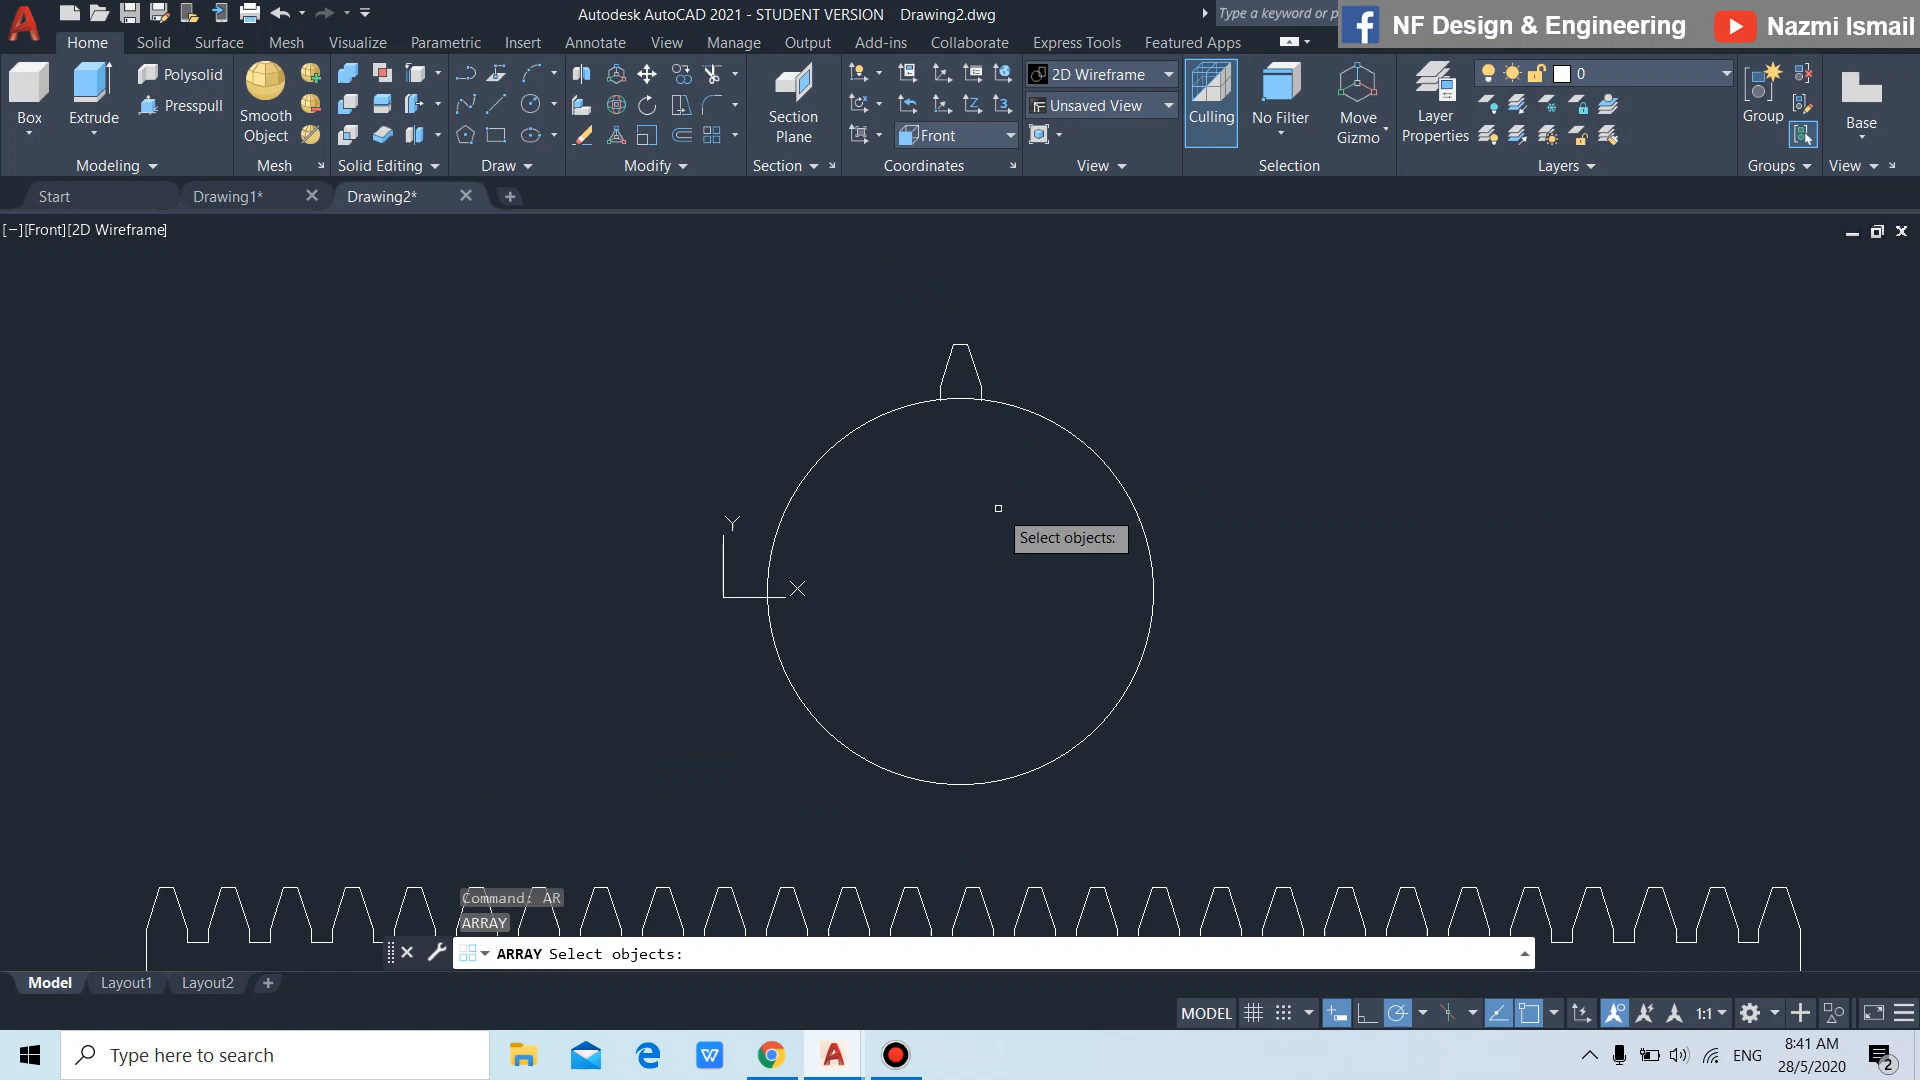 Autodesk AutoCAD 2021 - STUDENT VERSION Drawing2.dwg
Type a keyword or p
NF Design & Engineering
Nazmi Ismail
Home Solid Surface Mesh Visualize Parametric Insert Annotate View Manage Output Add-ins Collaborate Express Tools Featured Apps
Box
Extrude
Polysolid
Presspull
Smooth Object
Section Plane
Front
2D Wireframe
Unsaved View
Culling
No Filter
Move Gizmo
Layer Properties
0
Group
Base
Modeling Mesh Solid Editing Draw Modify Section Coordinates View Selection Layers Groups View
Start Drawing1* Drawing2*
[−][Front][2D Wireframe]
Y
X
Select objects:
Command: AR
ARRAY
ARRAY Select objects:
Model Layout1 Layout2
MODEL 1:1
Type here to search
ENG
8:41 AM
28/5/2020
2